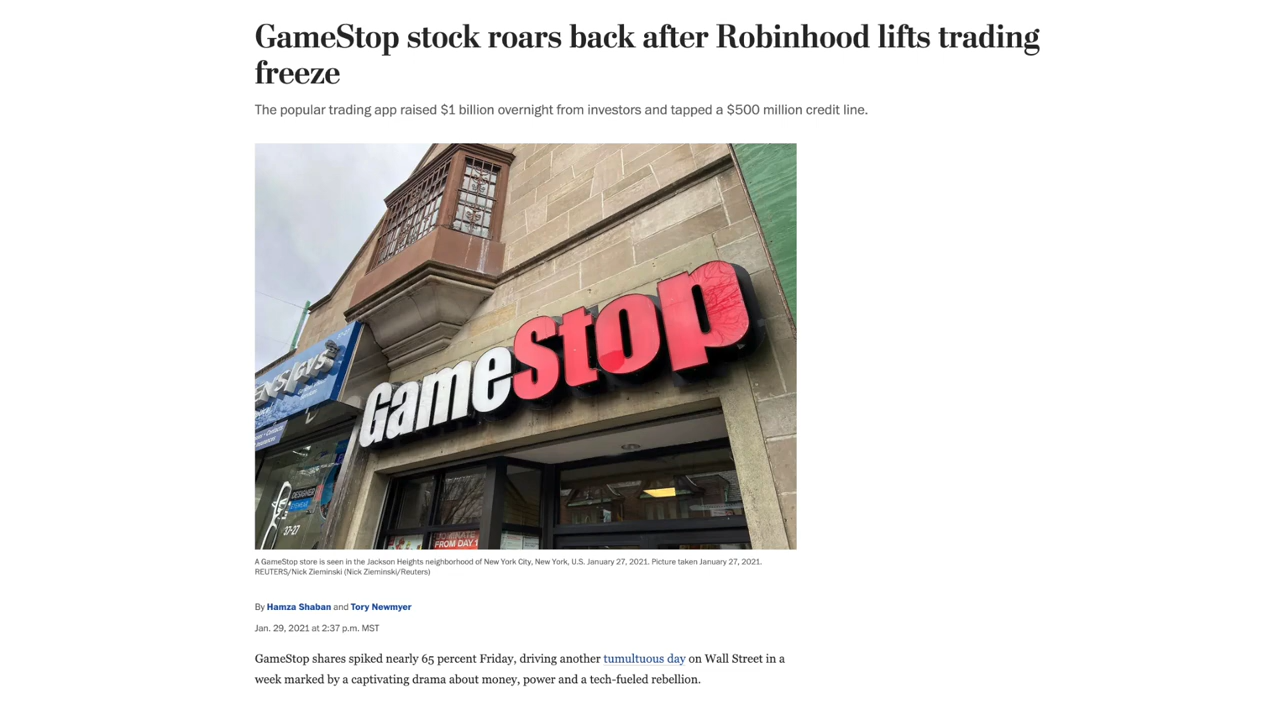 GameStop stock roars back after Robinhood lifts trading
freeze
The popular trading app raised $1 billion overnight from investors and tapped a $500 million credit line.
GameStop
DESIGNER
37-27
FROM DAY 1
A GameStop store is seen in the Jackson Heights neighborhood of New York City, New York, U.S. January 27, 2021. Picture taken January 27, 2021.
REUTERS/Nick Zieminski (Nick Zieminski/Reuters)
By Hamza Shaban and Tory Newmyer
Jan. 29, 2021 at 2:37 p.m. MST
GameStop shares spiked nearly 65 percent Friday, driving another tumultuous day on Wall Street in a
week marked by a captivating drama about money, power and a tech-fueled rebellion.